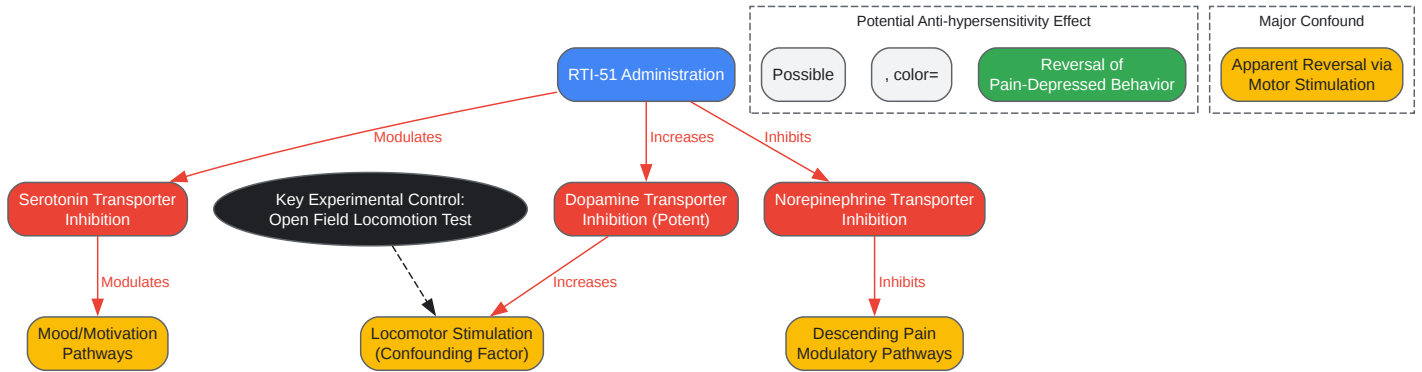 Potential Anti-hypersensitivity Effect
Major Confound
RTI-51 Administration
Possible
, color=
Reversal of
Pain-Depressed Behavior
Apparent Reversal via
Motor Stimulation
Modulates
Increases
Inhibits
Serotonin Transporter
Inhibition
Key Experimental Control:
Open Field Locomotion Test
Dopamine Transporter
Inhibition (Potent)
Norepinephrine Transporter
Inhibition
Modulates
Increases
Inhibits
Mood/Motivation
Pathways
Locomotor Stimulation
(Confounding Factor)
Descending Pain
Modulatory Pathways